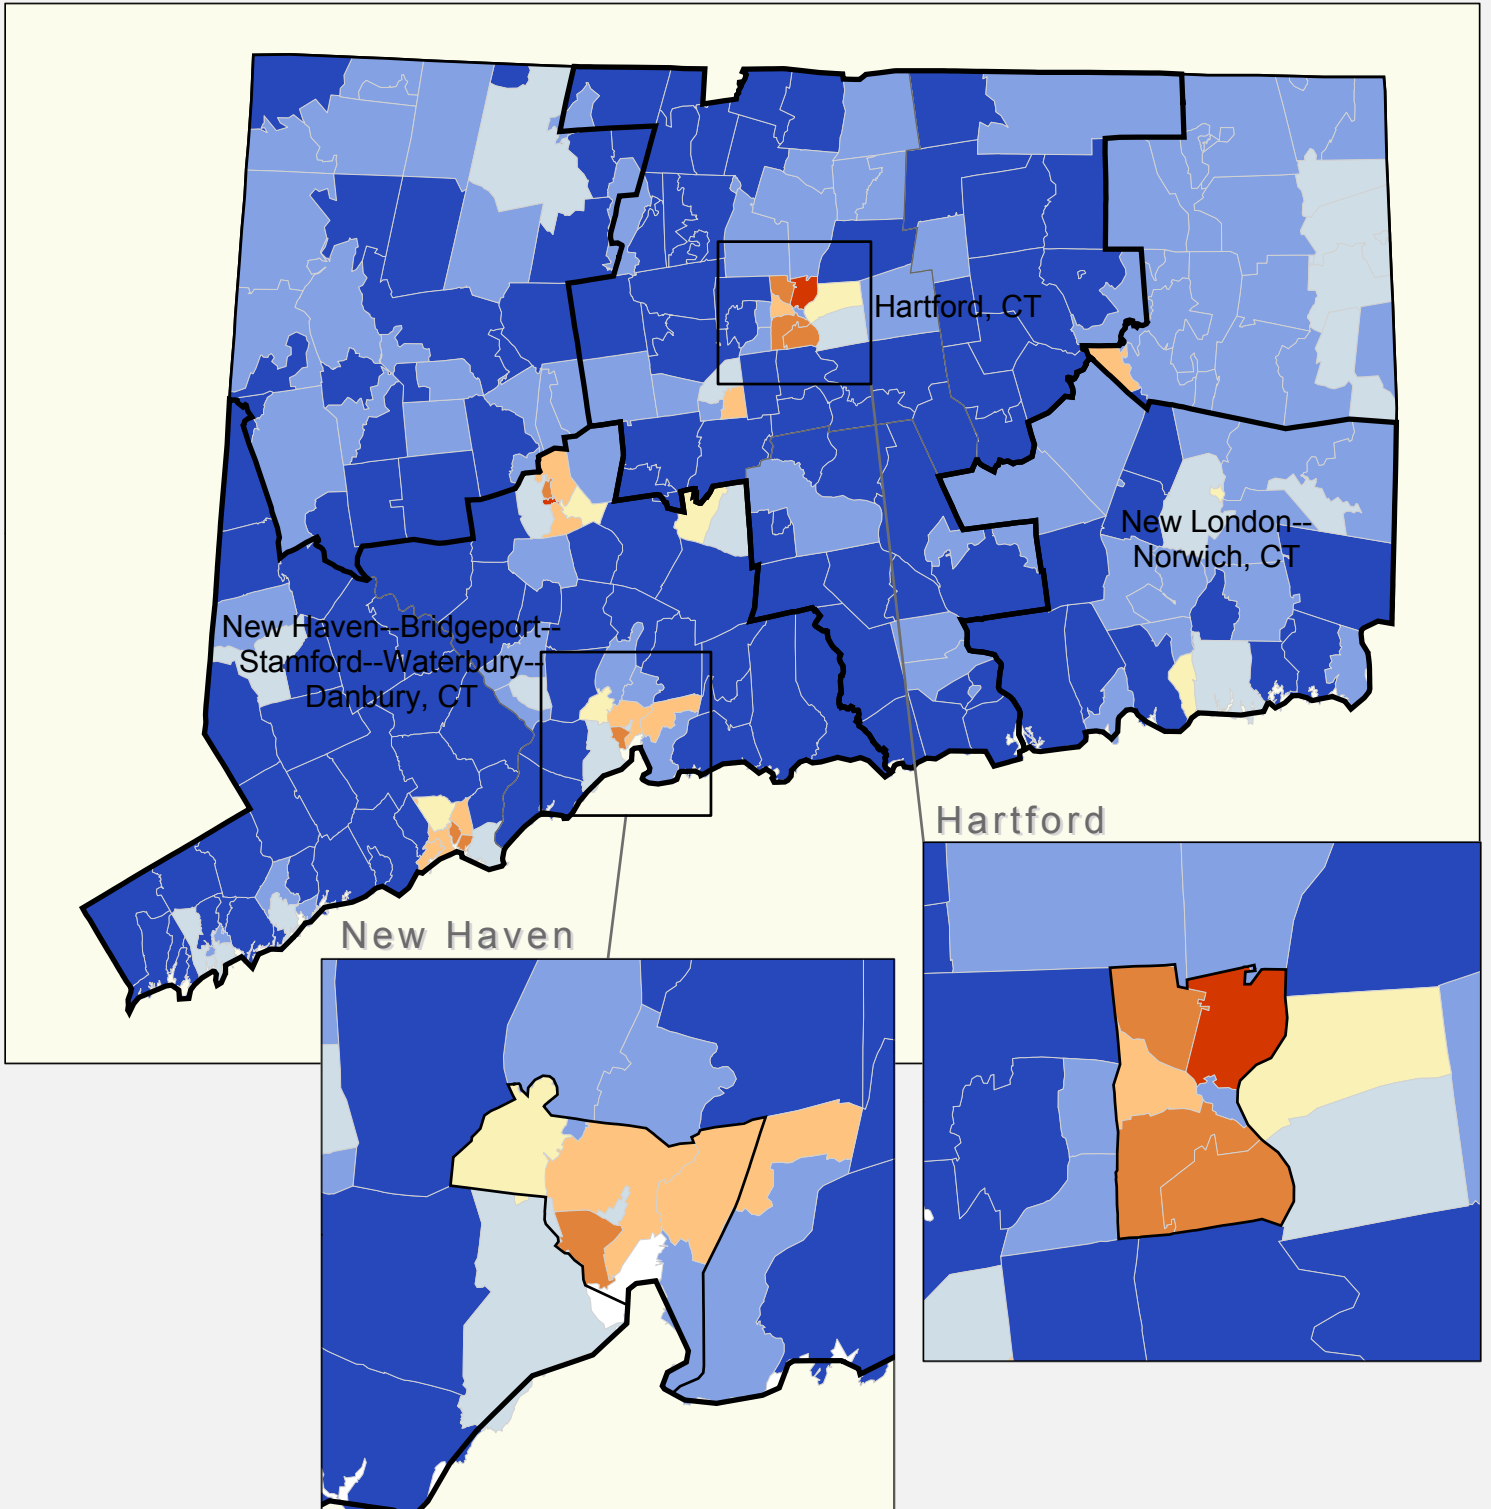 Hartford, CT
New London--
Norwich, CT
New Haven--Bridgeport--
Stamford--Waterbury--
Danbury, CT
Hartford
New Haven